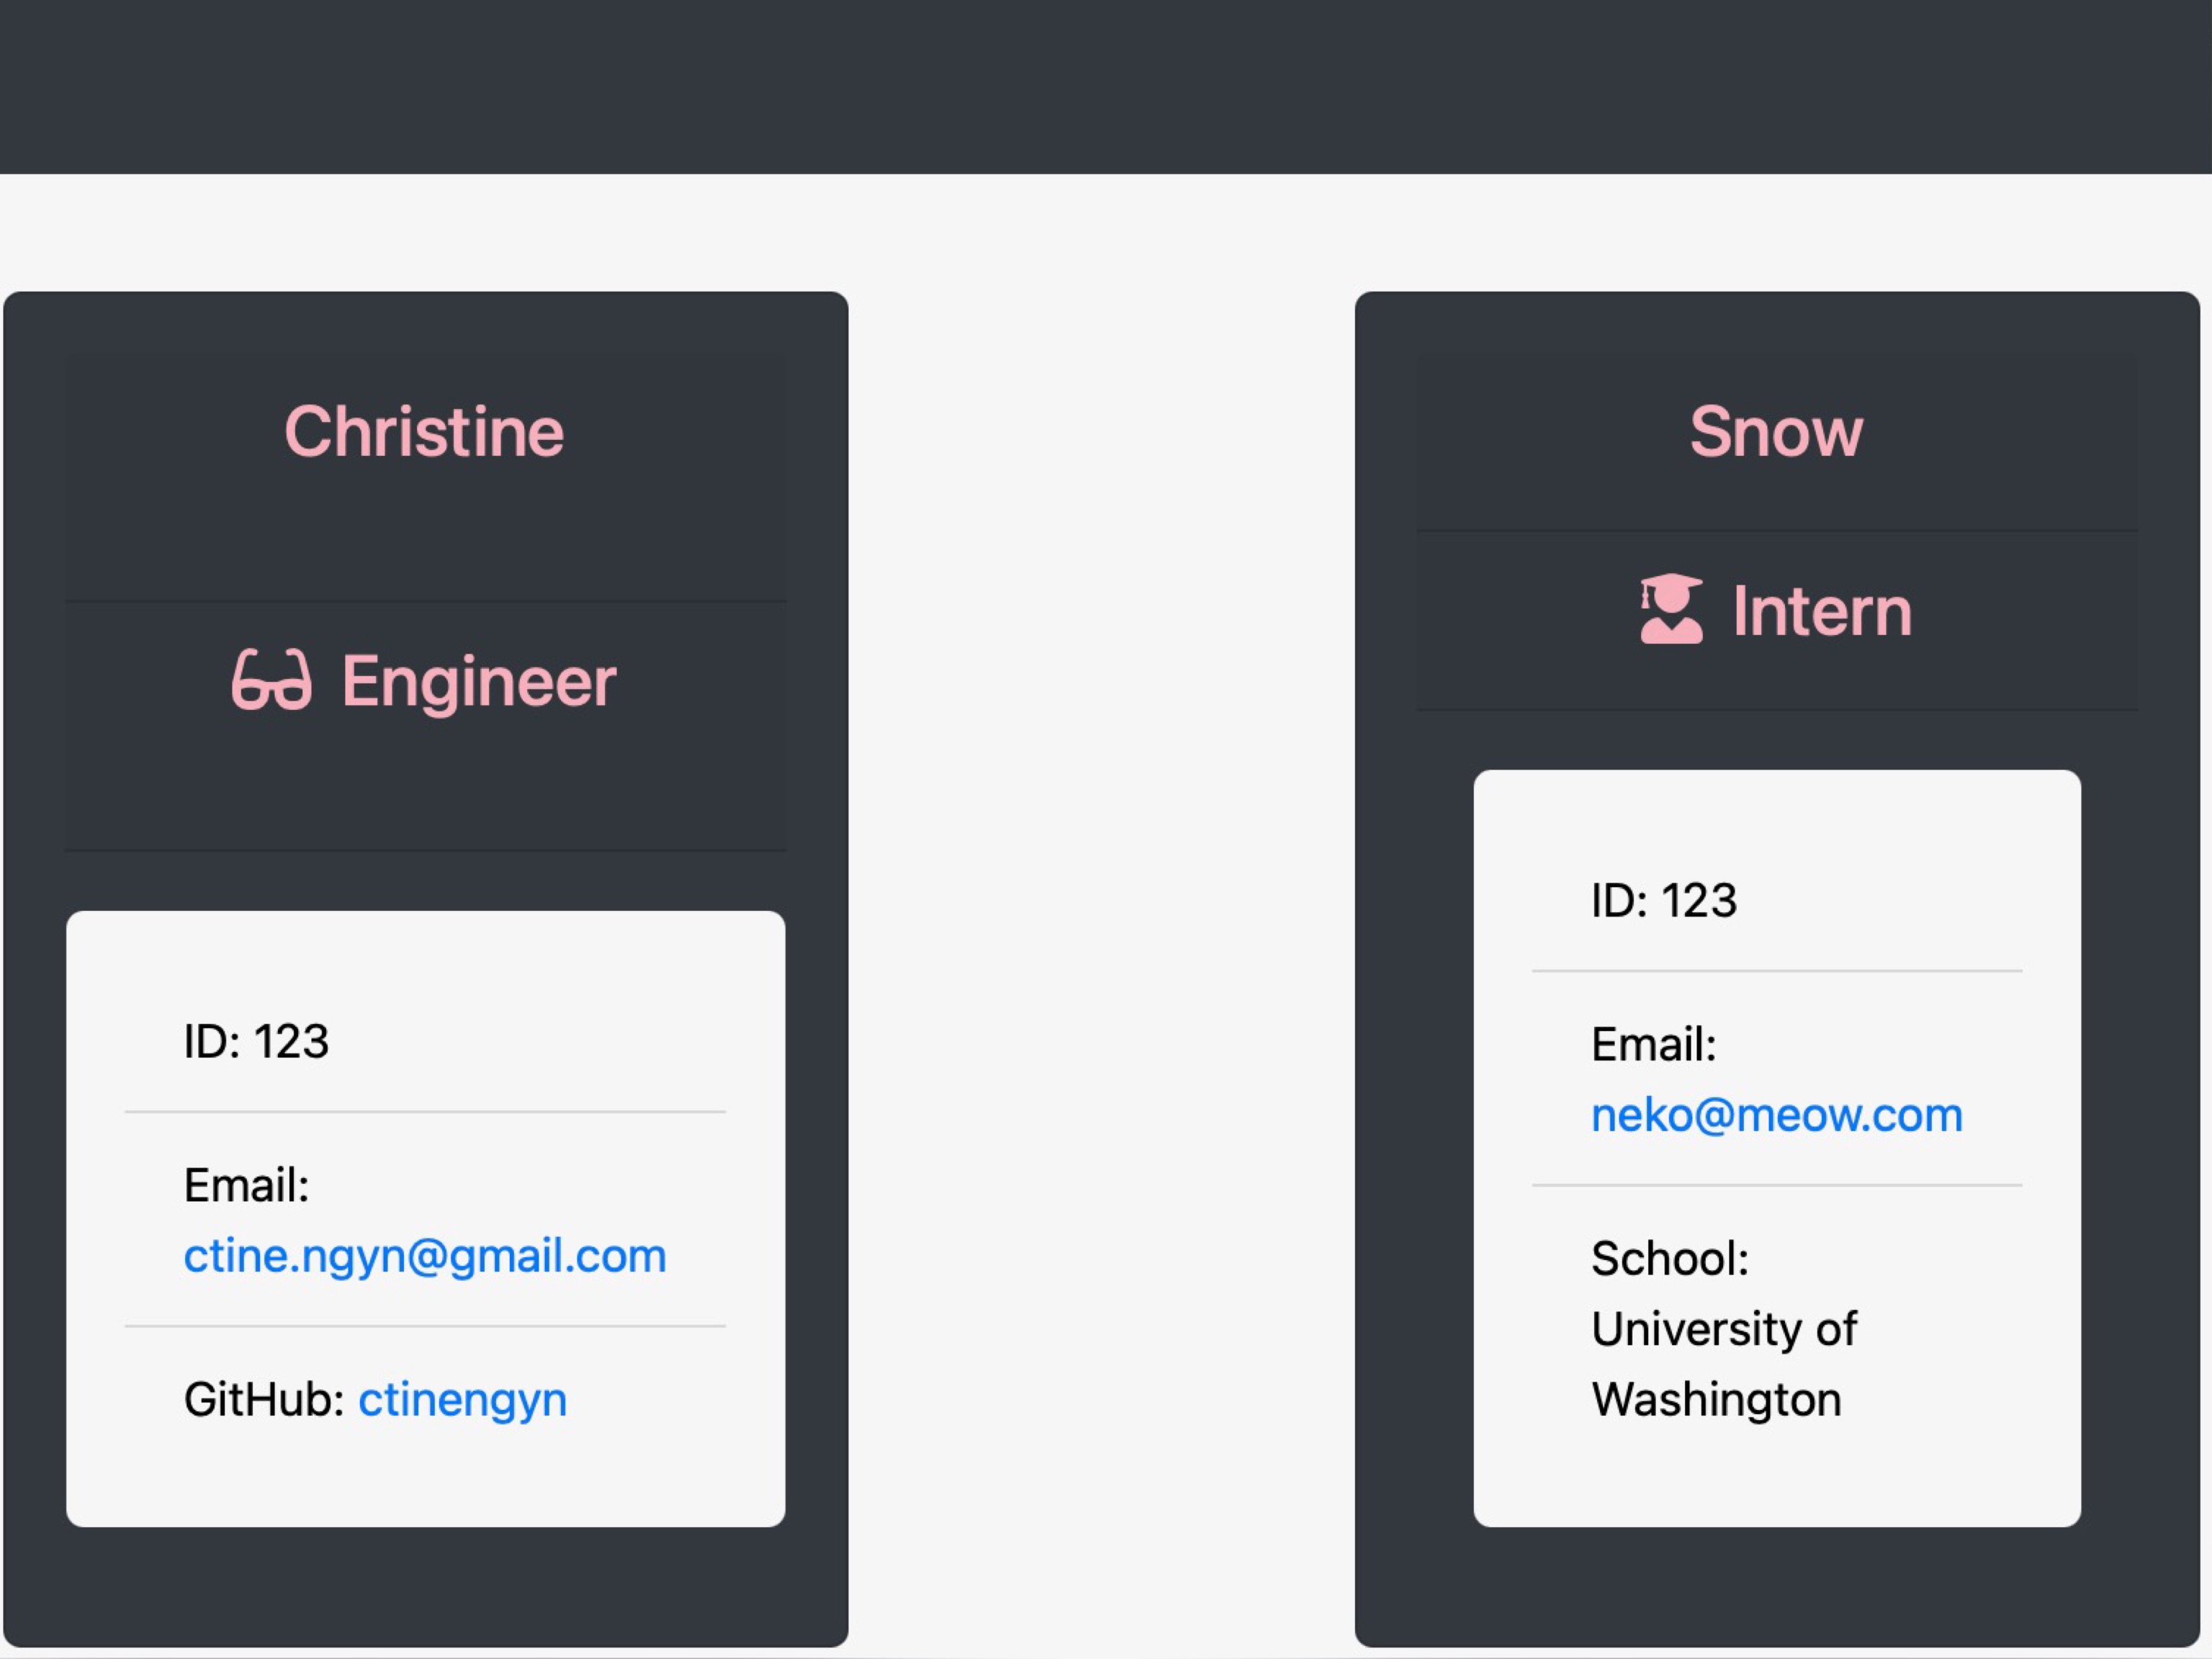 Christine
Engineer
ID: 123
Email:
ctine.ngyn@gmail.com
GitHub: ctinengyn
Snow
Intern
ID: 123
Email:
neko@meow.com
School:
University of
Washington